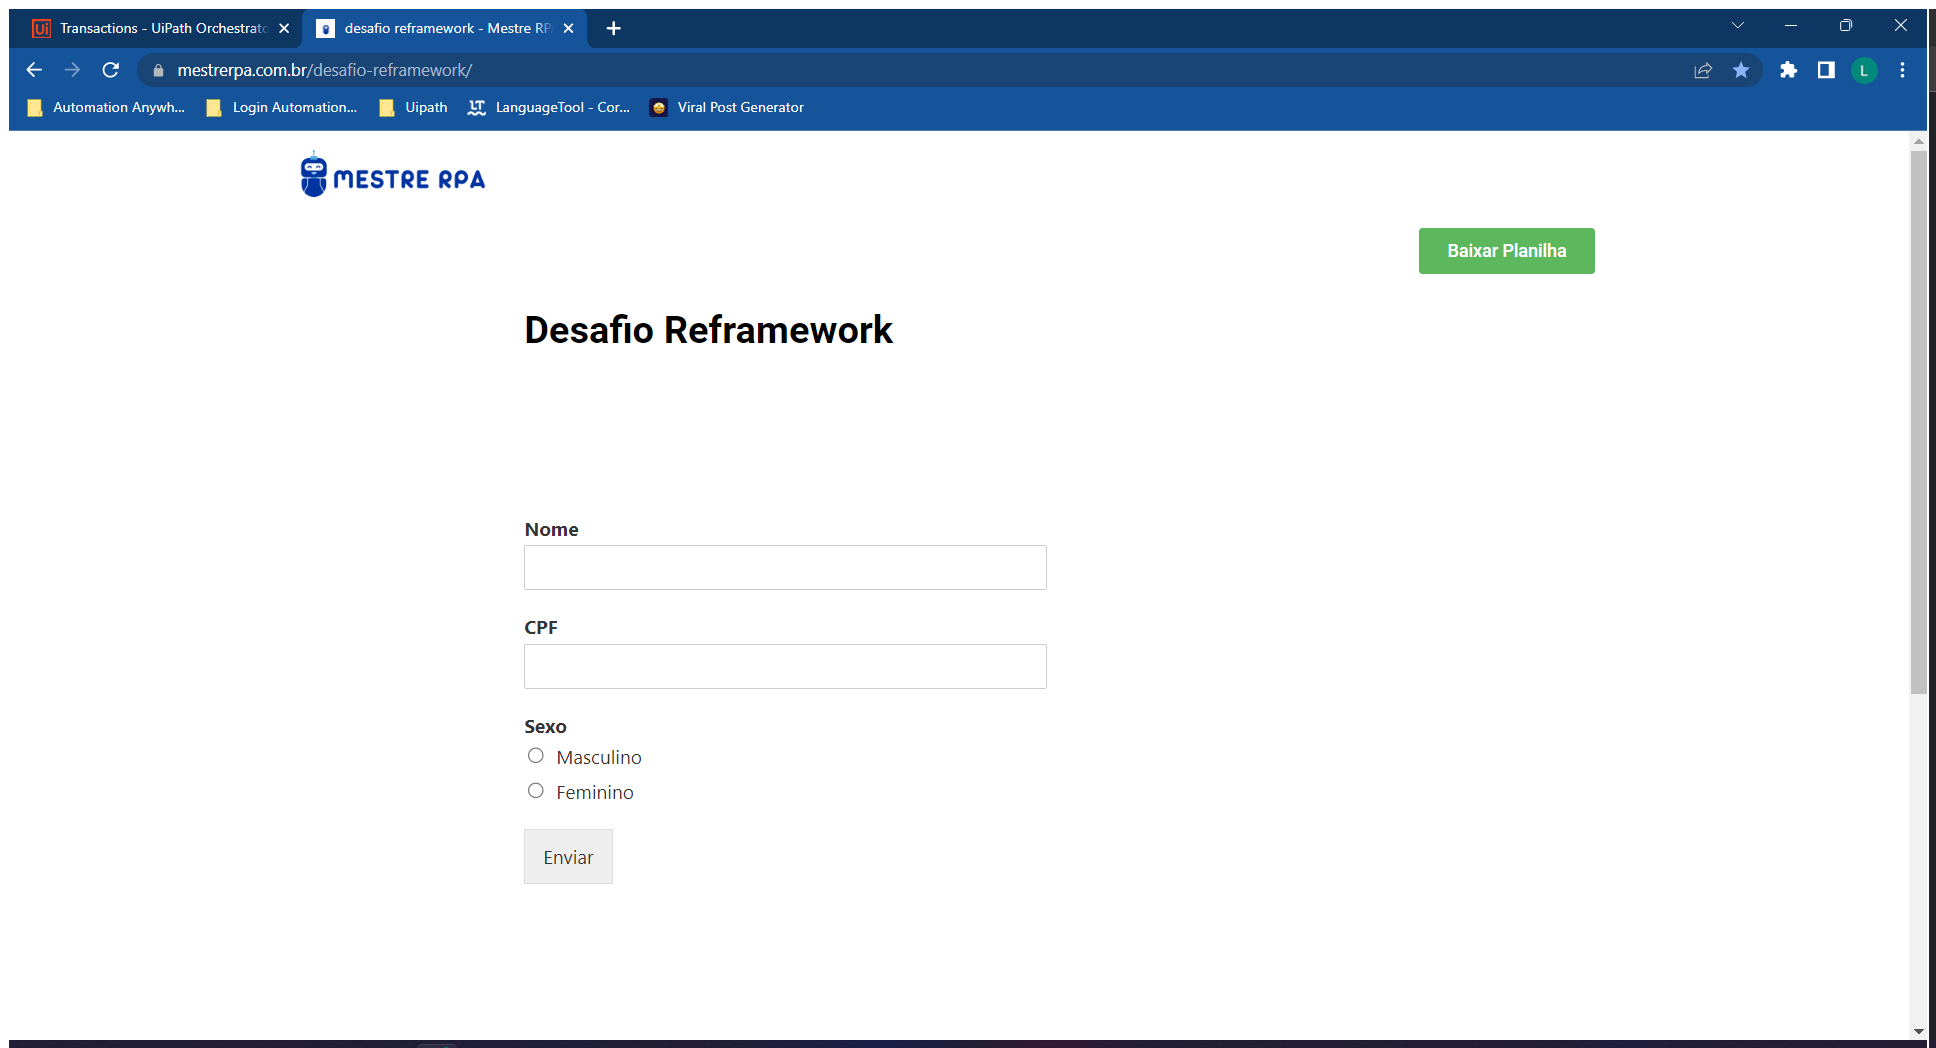 Transactions - UiPath Orchestrato
desafio reframework - Mestre RP
mestrerpa.com.br/desafio-reframework/
L
Automation Anywh...
Login Automation...
Uipath
LanguageTool - Cor...
Viral Post Generator
MESTRE RPA
Baixar Planilha
Desafio Reframework
Nome
CPF
Sexo
Masculino
Feminino
Enviar